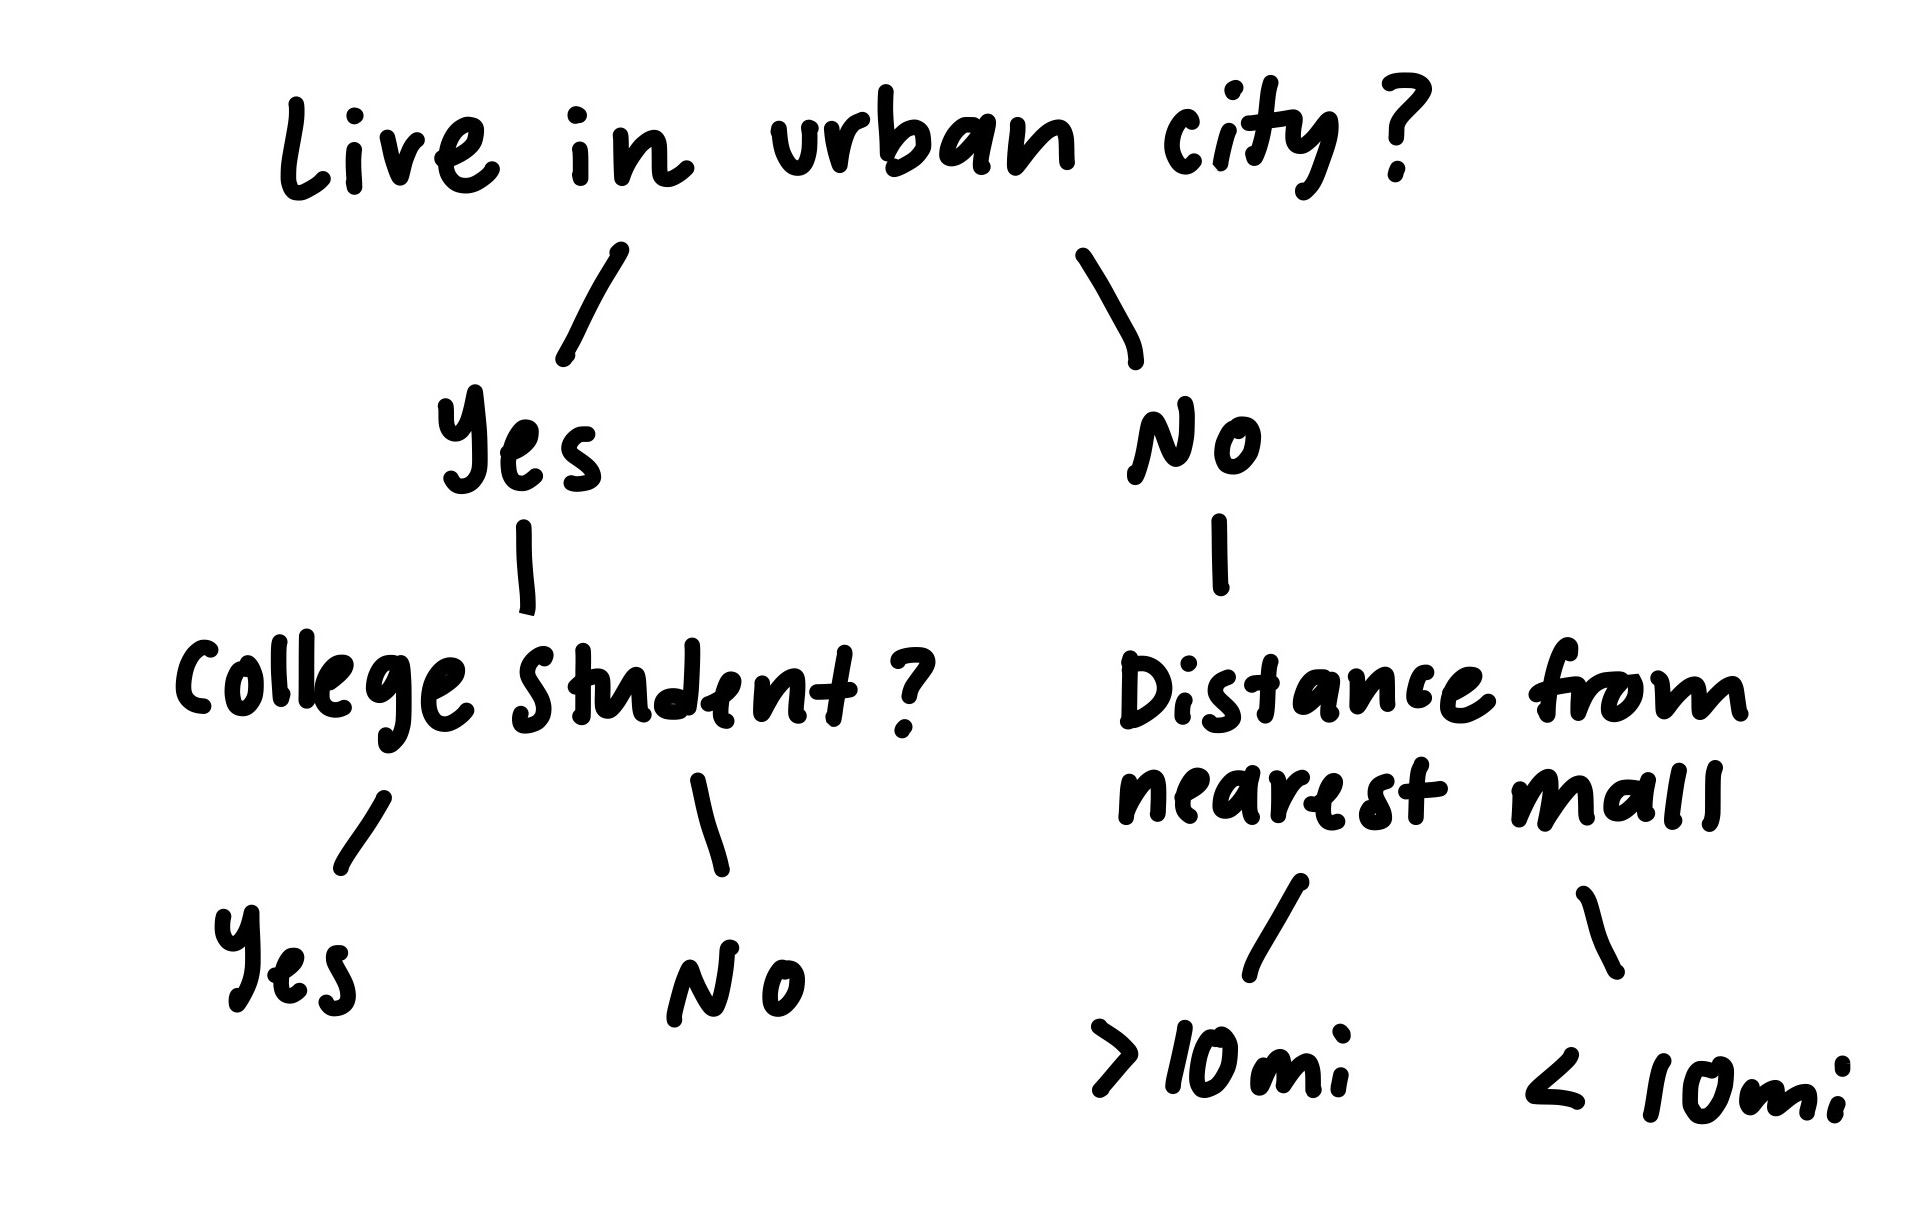 Live in urban city?
Yes
No
College Student?
Distance from
nearest mall
Yes
No
>10mi
< 10mi